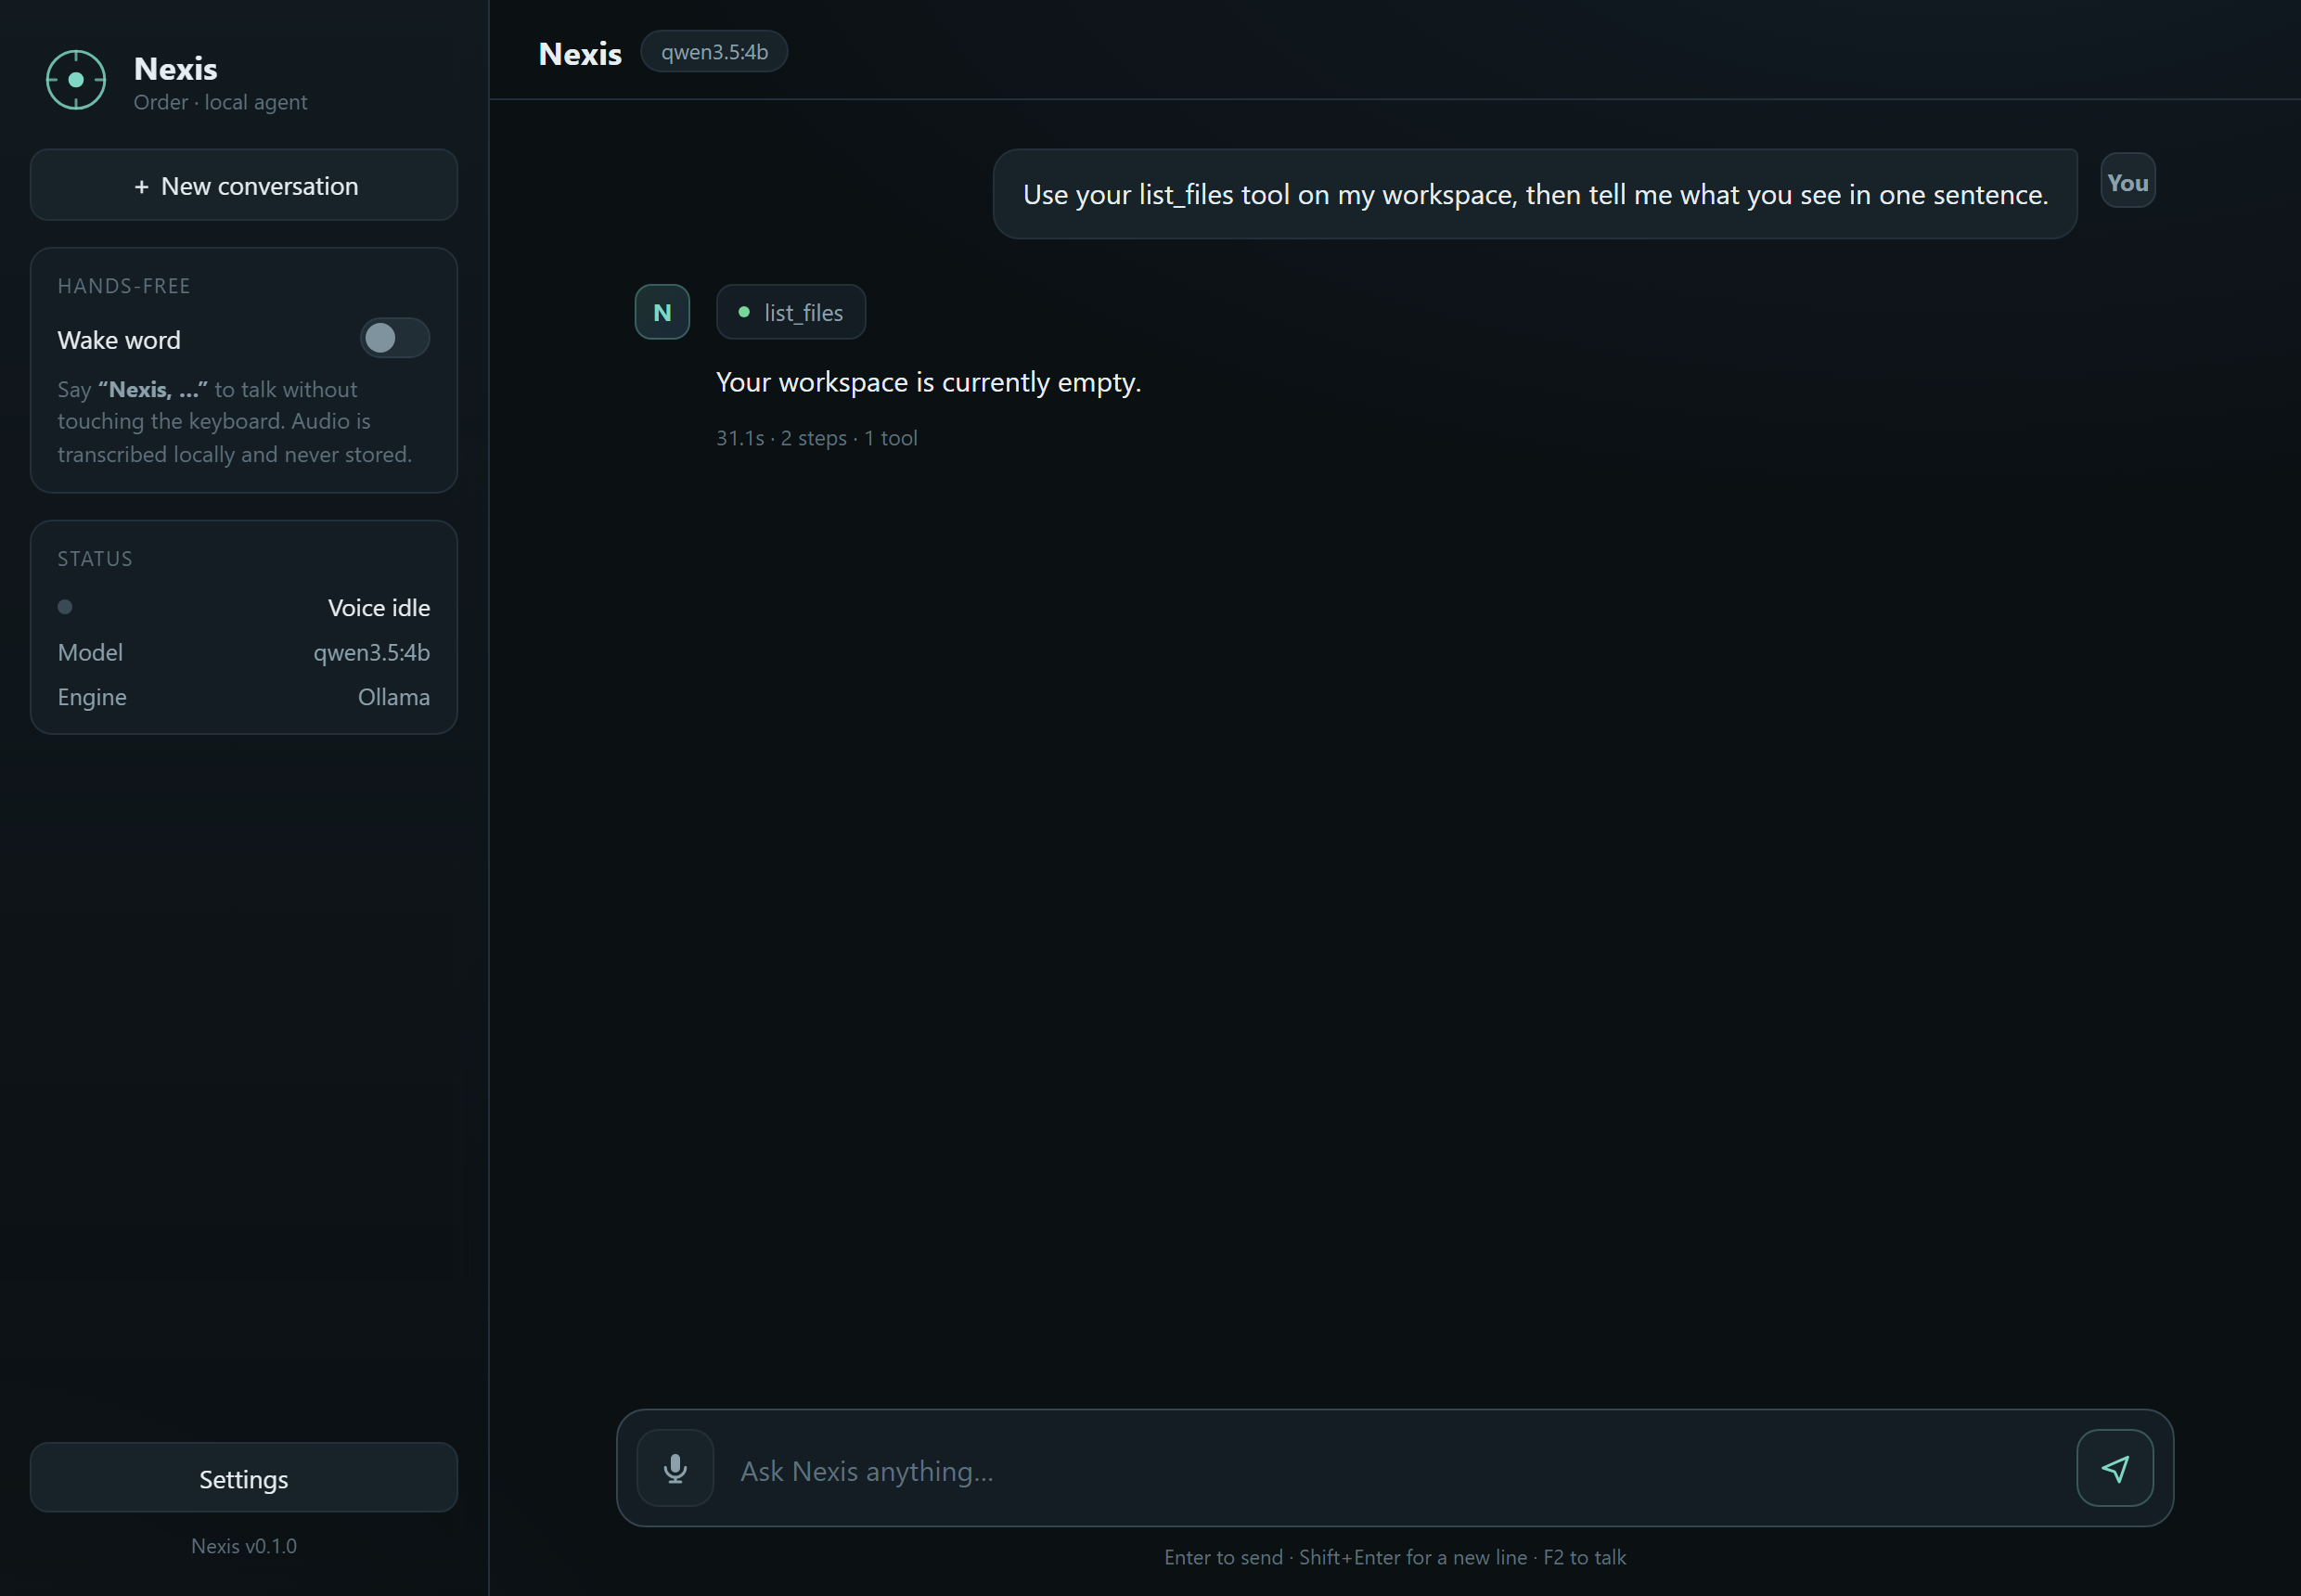 Nexis
Order · local agent
+ New conversation
HANDS-FREE
Wake word
Say “Nexis, ...” to talk without
touching the keyboard. Audio is
transcribed locally and never stored.
STATUS
Voice idle
Model qwen3.5:4b
Engine Ollama
Settings
Nexis v0.1.0
Nexis qwen3.5:4b
Use your list_files tool on my workspace, then tell me what you see in one sentence.
You
N
list_files
Your workspace is currently empty.
31.1s · 2 steps · 1 tool
Ask Nexis anything...
Enter to send · Shift+Enter for a new line · F2 to talk